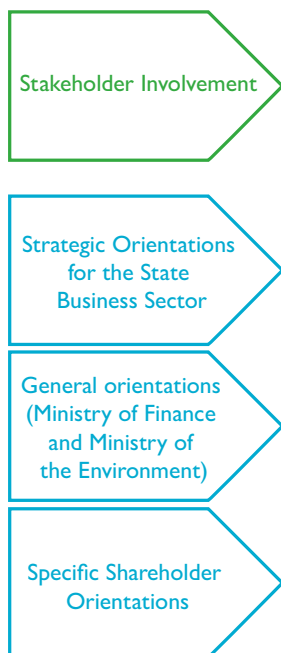 Stakeholder Involvement
Strategic Orientations
for the State
Business Sector
General orientations
(Ministry of Finance
and Ministry of
the Environment)
Specific Shareholder
Orientations